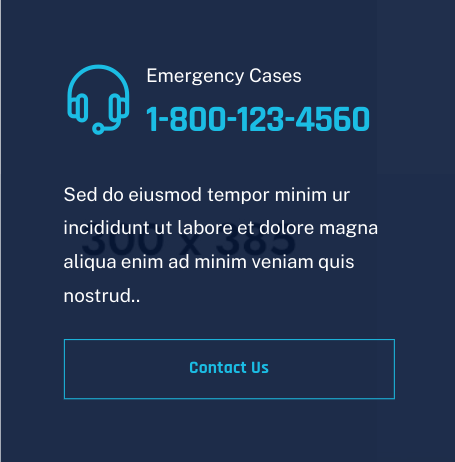 Emergency Cases
1-800-123-4560
Sed do eiusmod tempor minim ur
incididunt ut labore et dolore magna
300 x 385
aliqua enim ad minim veniam quis
nostrud..
Contact Us